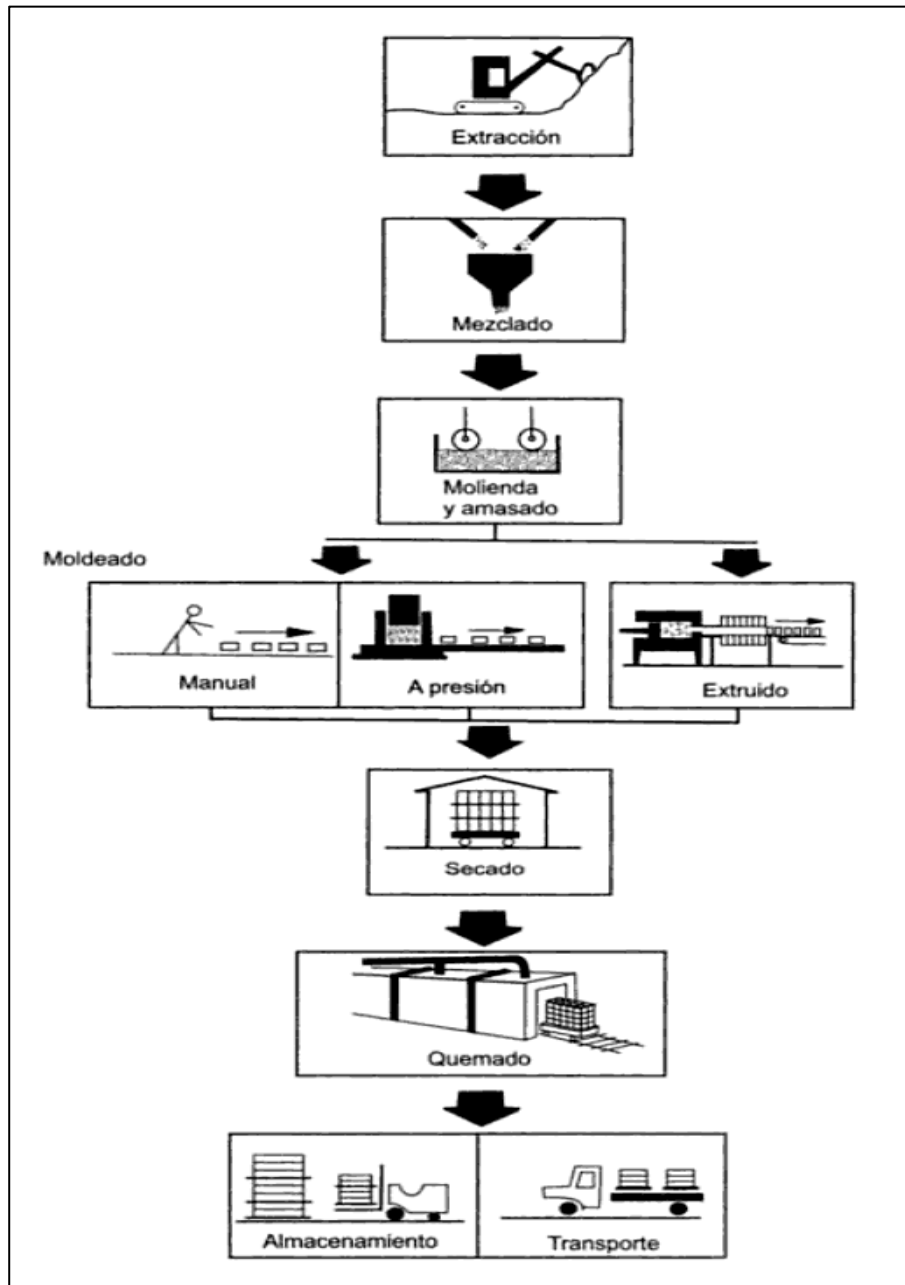 Extracción
Mezclado
Molienda
y amasado
Moldeado
Manual
A presión
Extruido
Secado
Quemado
Almacenamiento
Transporte